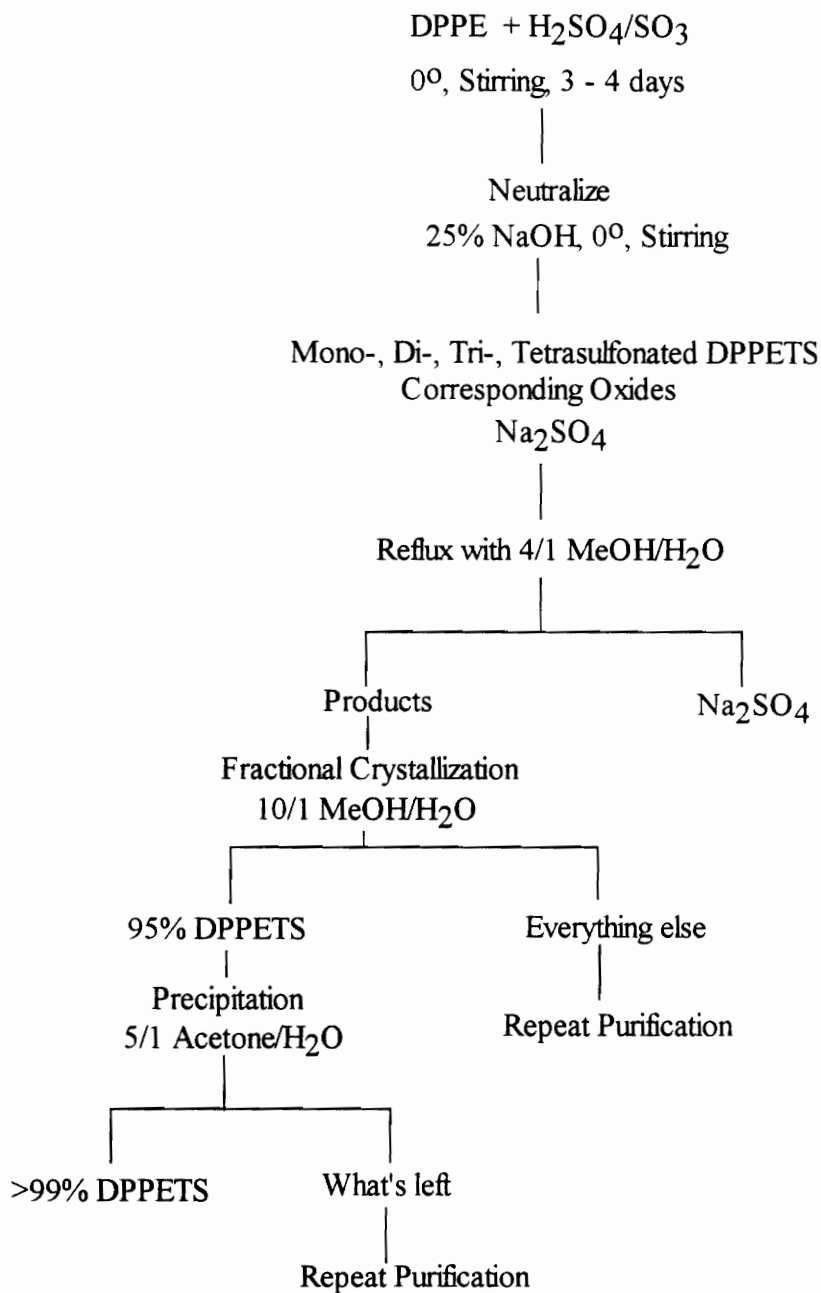 DPPE + H₂SO₄/SO₃
0º, Stirring, 3 - 4 days
Neutralize
25% NaOH, 0º, Stirring
Mono-, Di-, Tri-, Tetrasulfonated DPPETS
Corresponding Oxides
Na₂SO₄
Reflux with 4/1 MeOH/H₂O
Products
Na₂SO₄
Fractional Crystallization
10/1 MeOH/H₂O
95% DPPETS
Everything else
Precipitation
5/1 Acetone/H₂O
Repeat Purification
>99% DPPETS
What's left
Repeat Purification